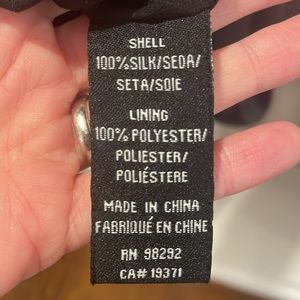 SHELL
100%SILK/SEDA/
SETA/SOIE
LINING
100% POLYESTER/
POLIESTER/
POLIÉSTERE
MADE IN CHINA
FABRIQUÉ EN CHINE
RN 98292
CA# 19371